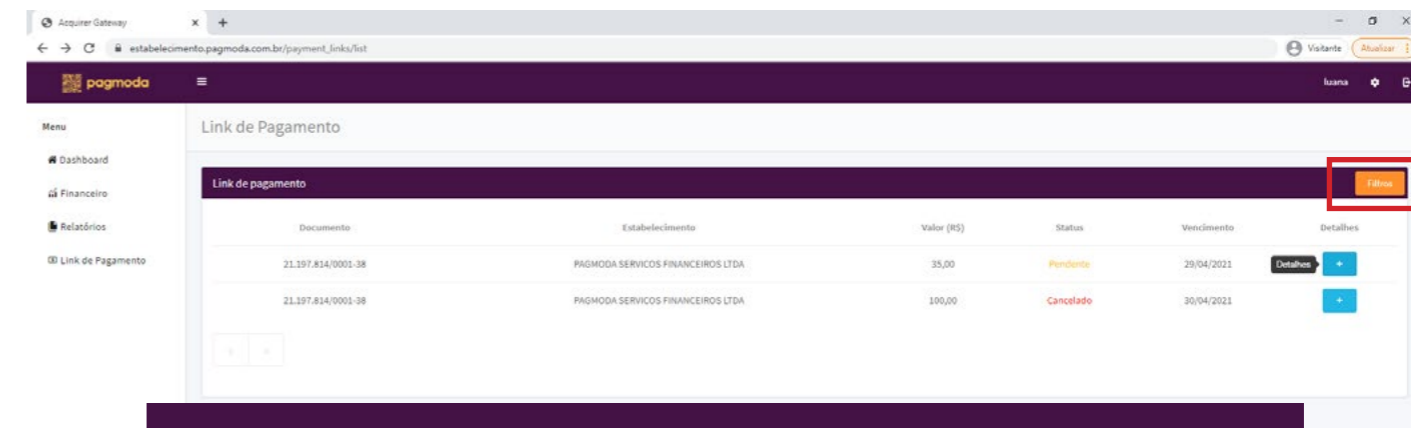 Acquirer Gateway
estabelecimento.pagmoda.com.br/payment_links/list
Visitante
Atualizar
pagmoda
luana
Menu
Link de Pagamento
Dashboard
Financeiro
Link de pagamento
Filtros
Relatórios
Documento Estabelecimento Valor (R$) Status Vencimento Detalhes
Link de Pagamento
21.197.814/0001-38 PAGMODA SERVICOS FINANCEIROS LTDA 35,00 Pendente 29/04/2021 Detalhes +
21.197.814/0001-38 PAGMODA SERVICOS FINANCEIROS LTDA 100,00 Cancelado 30/04/2021 +